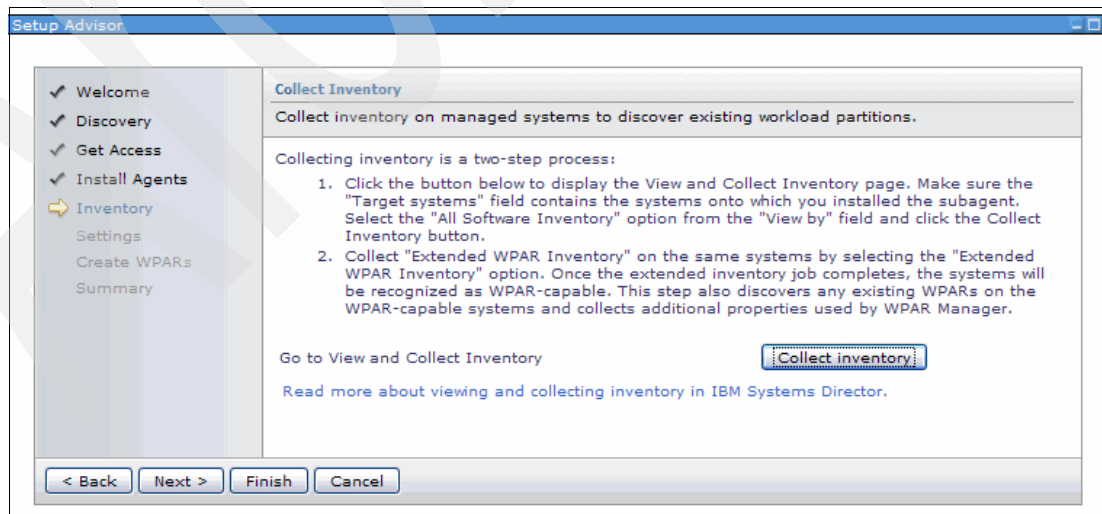 Setup Advisor
Welcome
Discovery
Get Access
Install Agents
Inventory
Settings
Create WPARs
Summary
Collect Inventory
Collect inventory on managed systems to discover existing workload partitions.
Collecting inventory is a two-step process:
1. Click the button below to display the View and Collect Inventory page. Make sure the
"Target systems" field contains the systems onto which you installed the subagent.
Select the "All Software Inventory" option from the "View by" field and click the Collect
Inventory button.
2. Collect "Extended WPAR Inventory" on the same systems by selecting the "Extended
WPAR Inventory" option. Once the extended inventory job completes, the systems will
be recognized as WPAR-capable. This step also discovers any existing WPARs on the
WPAR-capable systems and collects additional properties used by WPAR Manager.
Go to View and Collect Inventory
Collect inventory
Read more about viewing and collecting inventory in IBM Systems Director.
< Back
Next >
Finish
Cancel